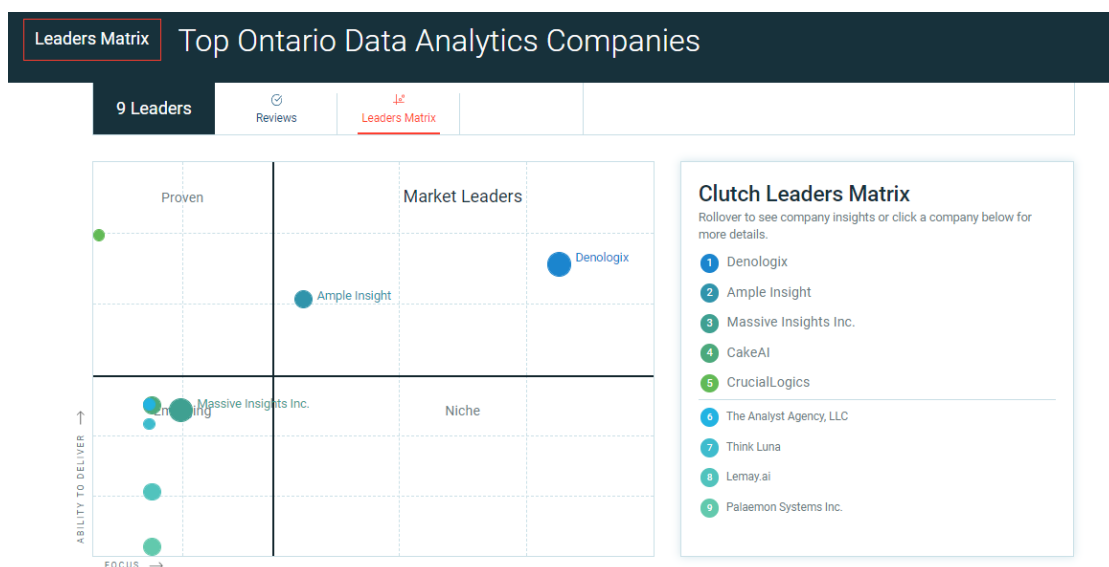 Leaders Matrix
Top Ontario Data Analytics Companies
9 Leaders
Reviews
Leaders Matrix
Proven
Market Leaders
Denologix
Ample Insight
Massive Insights Inc.
Niche
ABILITY TO DELIVER
FOCUS
Clutch Leaders Matrix
Rollover to see company insights or click a company below for
more details.
1 Denologix
2 Ample Insight
3 Massive Insights Inc.
4 CakeAI
5 CrucialLogics
6 The Analyst Agency, LLC
7 Think Luna
8 Lemay.ai
9 Palaemon Systems Inc.